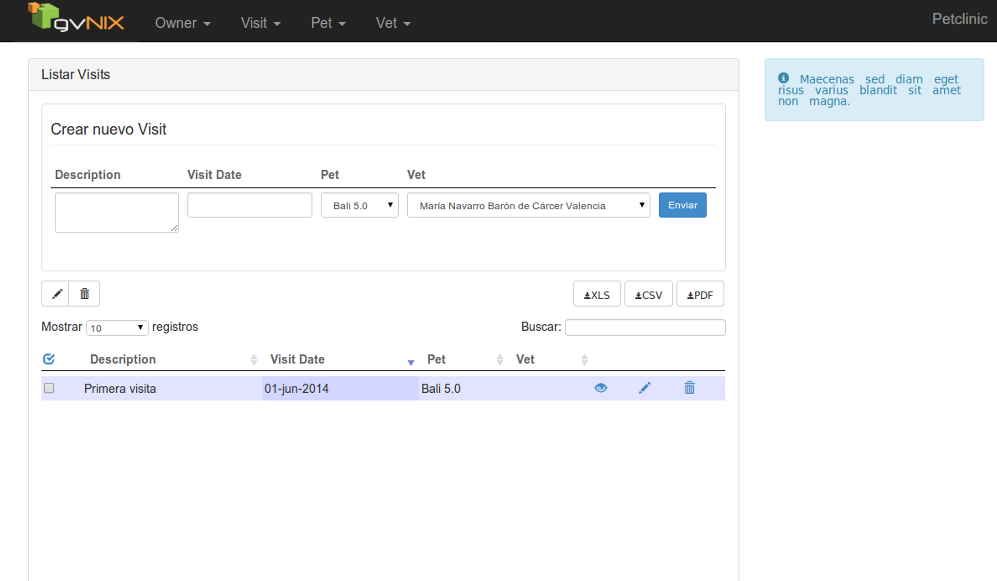 gvNIX Owner Visit Pet Vet Petclinic
Listar Visits
Maecenas sed diam eget
risus varius blandit sit amet
non magna.
Crear nuevo Visit
Description Visit Date Pet Vet
Bali 5.0 María Navarro Barón de Cárcer Valencia Enviar
XLS CSV PDF
Mostrar 10 registros Buscar:
Description Visit Date Pet Vet
Primera visita 01-jun-2014 Bali 5.0